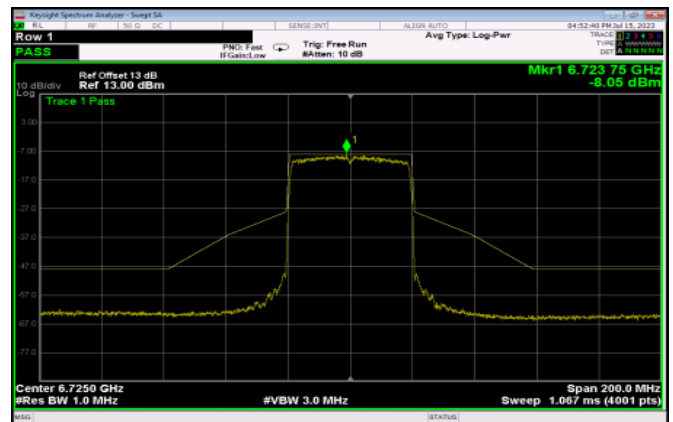 Keysight Spectrum Analyzer - Swept SA
RL RF 50 Ω DC SENSE:INT ALIGN AUTO 04:52:40 PM Jul 15, 2023
Row 1 Avg Type: Log-Pwr TRACE 1 2 3 4 5 6
PASS PNO: Fast Trig: Free Run TYPE A WWWWW
IFGain:Low #Atten: 10 dB DET A N N N N N
Ref Offset 13 dB Mkr1 6.723 75 GHz
10 dB/div Ref 13.00 dBm -8.05 dBm
Log
Trace 1 Pass
3.00
1
-7.00
-17.0
-27.0
-37.0
-47.0
-57.0
-67.0
-77.0
Center 6.7250 GHz Span 200.0 MHz
#Res BW 1.0 MHz #VBW 3.0 MHz Sweep 1.067 ms (4001 pts)
MSG STATUS